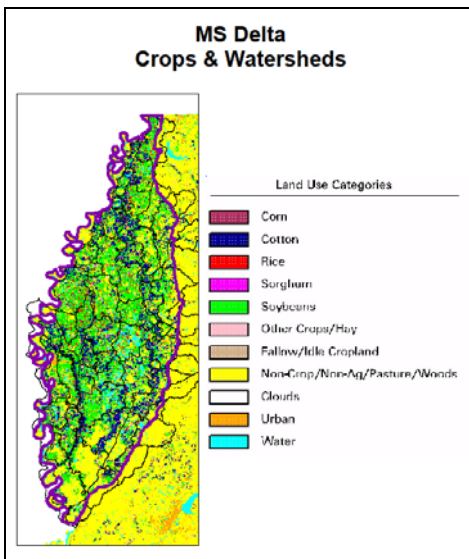 MS Delta
Crops & Watersheds
Land Use Categories
Corn
Cotton
Rice
Sorghum
Soybeans
Other Crops/Hay
Fallow/Idle Cropland
Non-Crop/Non-Ag/Pasture/Woods
Clouds
Urban
Water